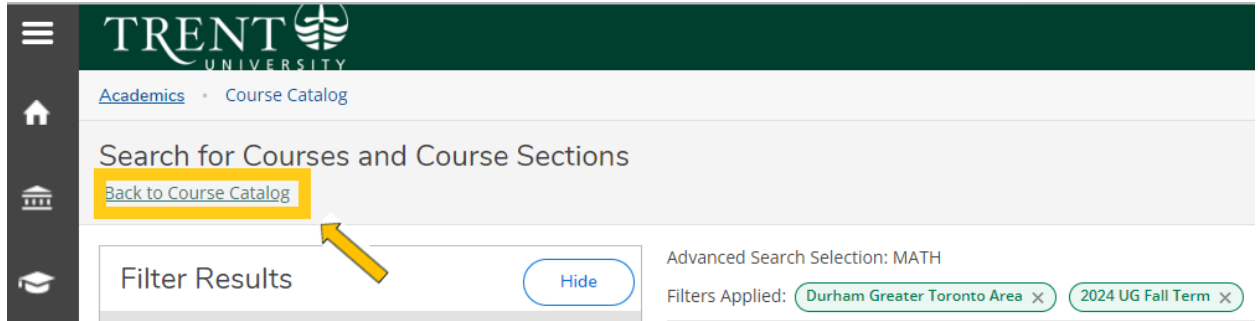 TRENT
UNIVERSITY
Academics • Course Catalog
Search for Courses and Course Sections
Back to Course Catalog
Filter Results
Hide
Advanced Search Selection: MATH
Filters Applied: Durham Greater Toronto Area × 2024 UG Fall Term ×